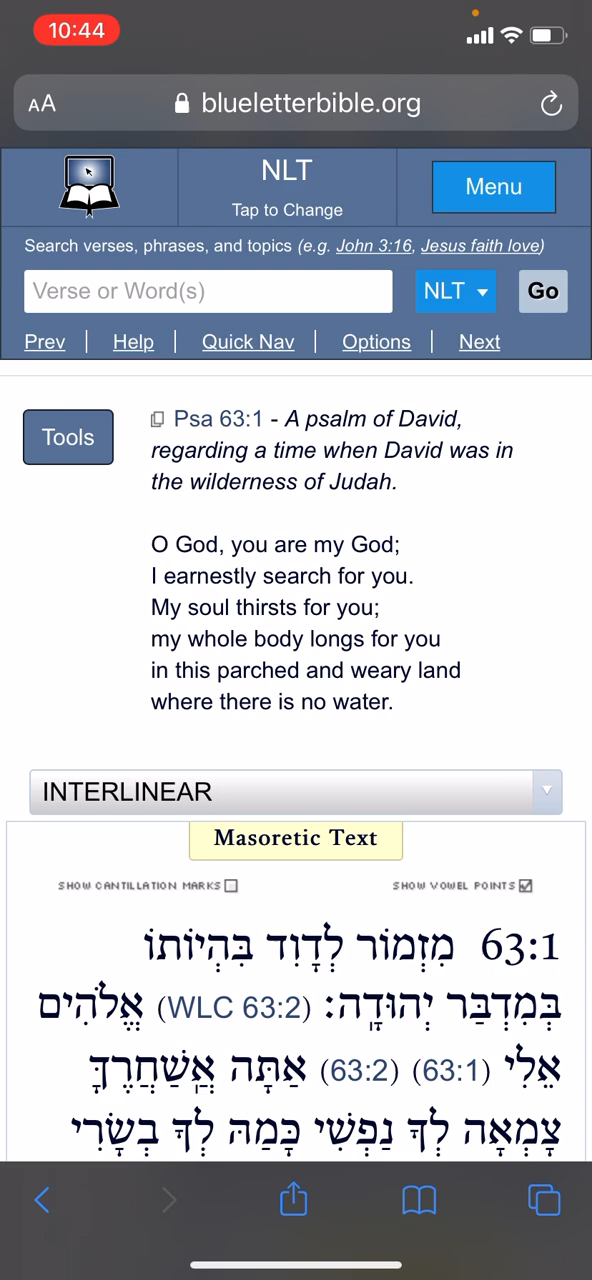 10:44
AA blueletterbible.org
NLT
Tap to Change
Menu
Search verses, phrases, and topics (e.g. John 3:16, Jesus faith love)
Verse or Word(s)
NLT
Go
Prev | Help | Quick Nav | Options | Next
Tools
Psa 63:1 - A psalm of David,
regarding a time when David was in
the wilderness of Judah.
O God, you are my God;
I earnestly search for you.
My soul thirsts for you;
my whole body longs for you
in this parched and weary land
where there is no water.
INTERLINEAR
Masoretic Text
SHOW CANTILLATION MARKS
SHOW VOWEL POINTS
63:1 מִזְמוֹר לְדָוִד בִּהְיוֹתוֹ
בְּמִדְבַּר יְהוּדָֽה׃ (WLC 63:2) אֱלֹהִים
אֵלִי (63:1) (63:2) אַתָּה אֲֽשַׁחֲרֶךָּ
צָמְאָה לְךָ נַפְשִׁי כָּמַהּ לְךָ בְשָׂרִי